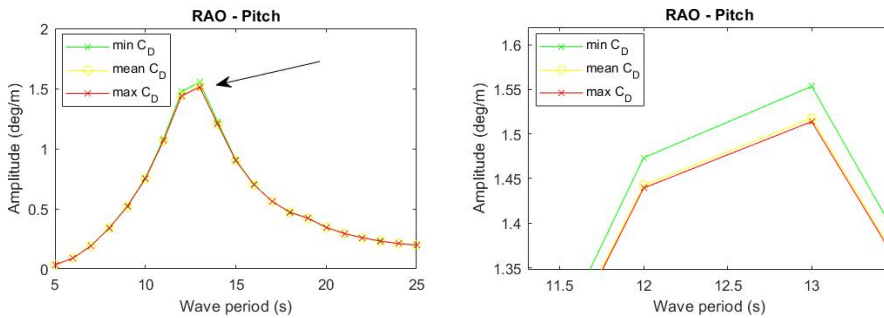 RAO - Pitch
2
1.5
1
0.5
0
Amplitude (deg/m)
min C_D
mean C_D
max C_D
5 10 15 20 25
Wave period (s)
RAO - Pitch
1.6
1.55
1.5
1.45
1.4
1.35
Amplitude (deg/m)
min C_D
mean C_D
max C_D
11.5 12 12.5 13
Wave period (s)